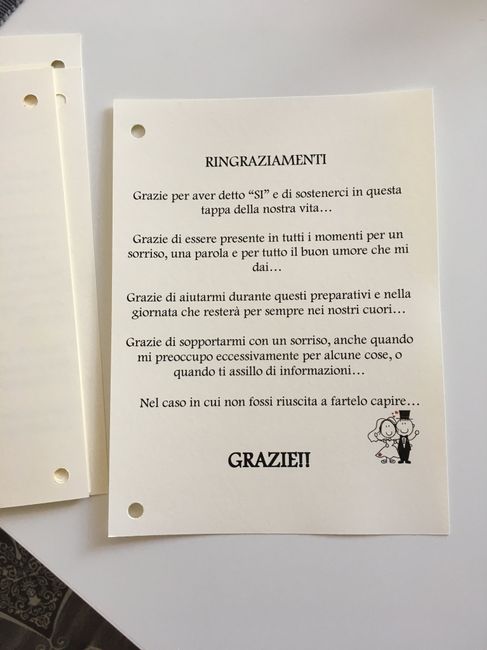 RINGRAZIAMENTI
Grazie per aver detto “SI” e di sostenerci in questa
tappa della nostra vita…
Grazie di essere presente in tutti i momenti per un
sorriso, una parola e per tutto il buon umore che mi
dai…
Grazie di aiutarmi durante questi preparativi e nella
giornata che resterà per sempre nei nostri cuori…
Grazie di sopportarmi con un sorriso, anche quando
mi preoccupo eccessivamente per alcune cose, o
quando ti assillo di informazioni…
Nel caso in cui non fossi riuscita a fartelo capire…
GRAZIE!!